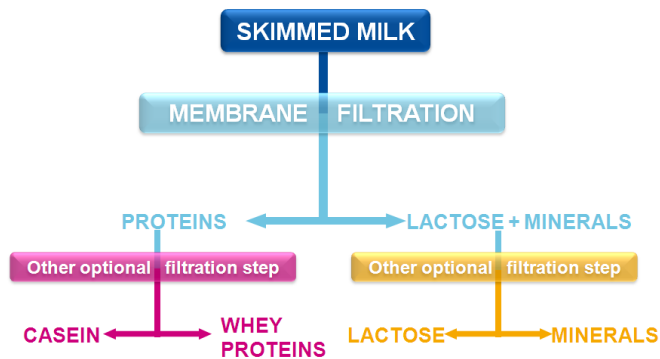 SKIMMED MILK
MEMBRANE FILTRATION
PROTEINS
LACTOSE + MINERALS
Other optional filtration step
Other optional filtration step
CASEIN
WHEY
PROTEINS
LACTOSE
MINERALS